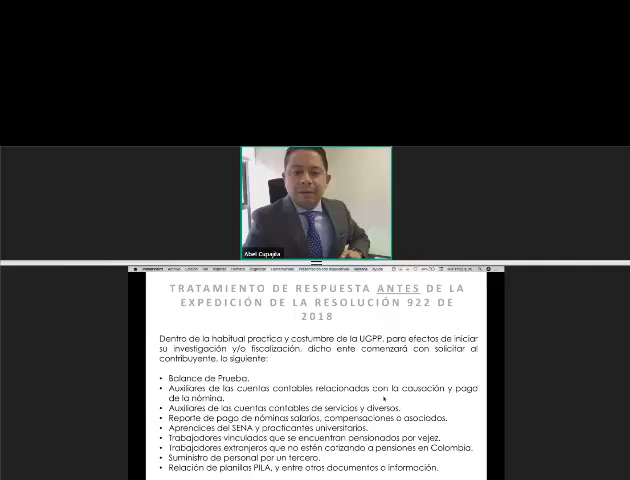 Abel Cupajita
TRATAMIENTO DE RESPUESTA ANTES DE LA
EXPEDICIÓN DE LA RESOLUCIÓN 922 DE
2018
Dentro de la habitual practica y costumbre de la UGPP, para efectos de iniciar
su investigación y/o fiscalización, dicho ente comenzará con solicitar al
contribuyente, lo siguiente:
• Balance de Prueba.
• Auxiliares de las cuentas contables relacionadas con la causación y pago
de la nómina.
• Auxiliares de las cuentas contables de servicios y diversos.
• Reporte de pago de nóminas salarios, compensaciones o asociados.
• Aprendices del SENA y practicantes universitarios.
• Trabajadores vinculados que se encuentran pensionados por vejez.
• Trabajadores extranjeros que no estén cotizando a pensiones en Colombia.
• Suministro de personal por un tercero.
• Relación de planillas PILA, y entre otros documentos o información.